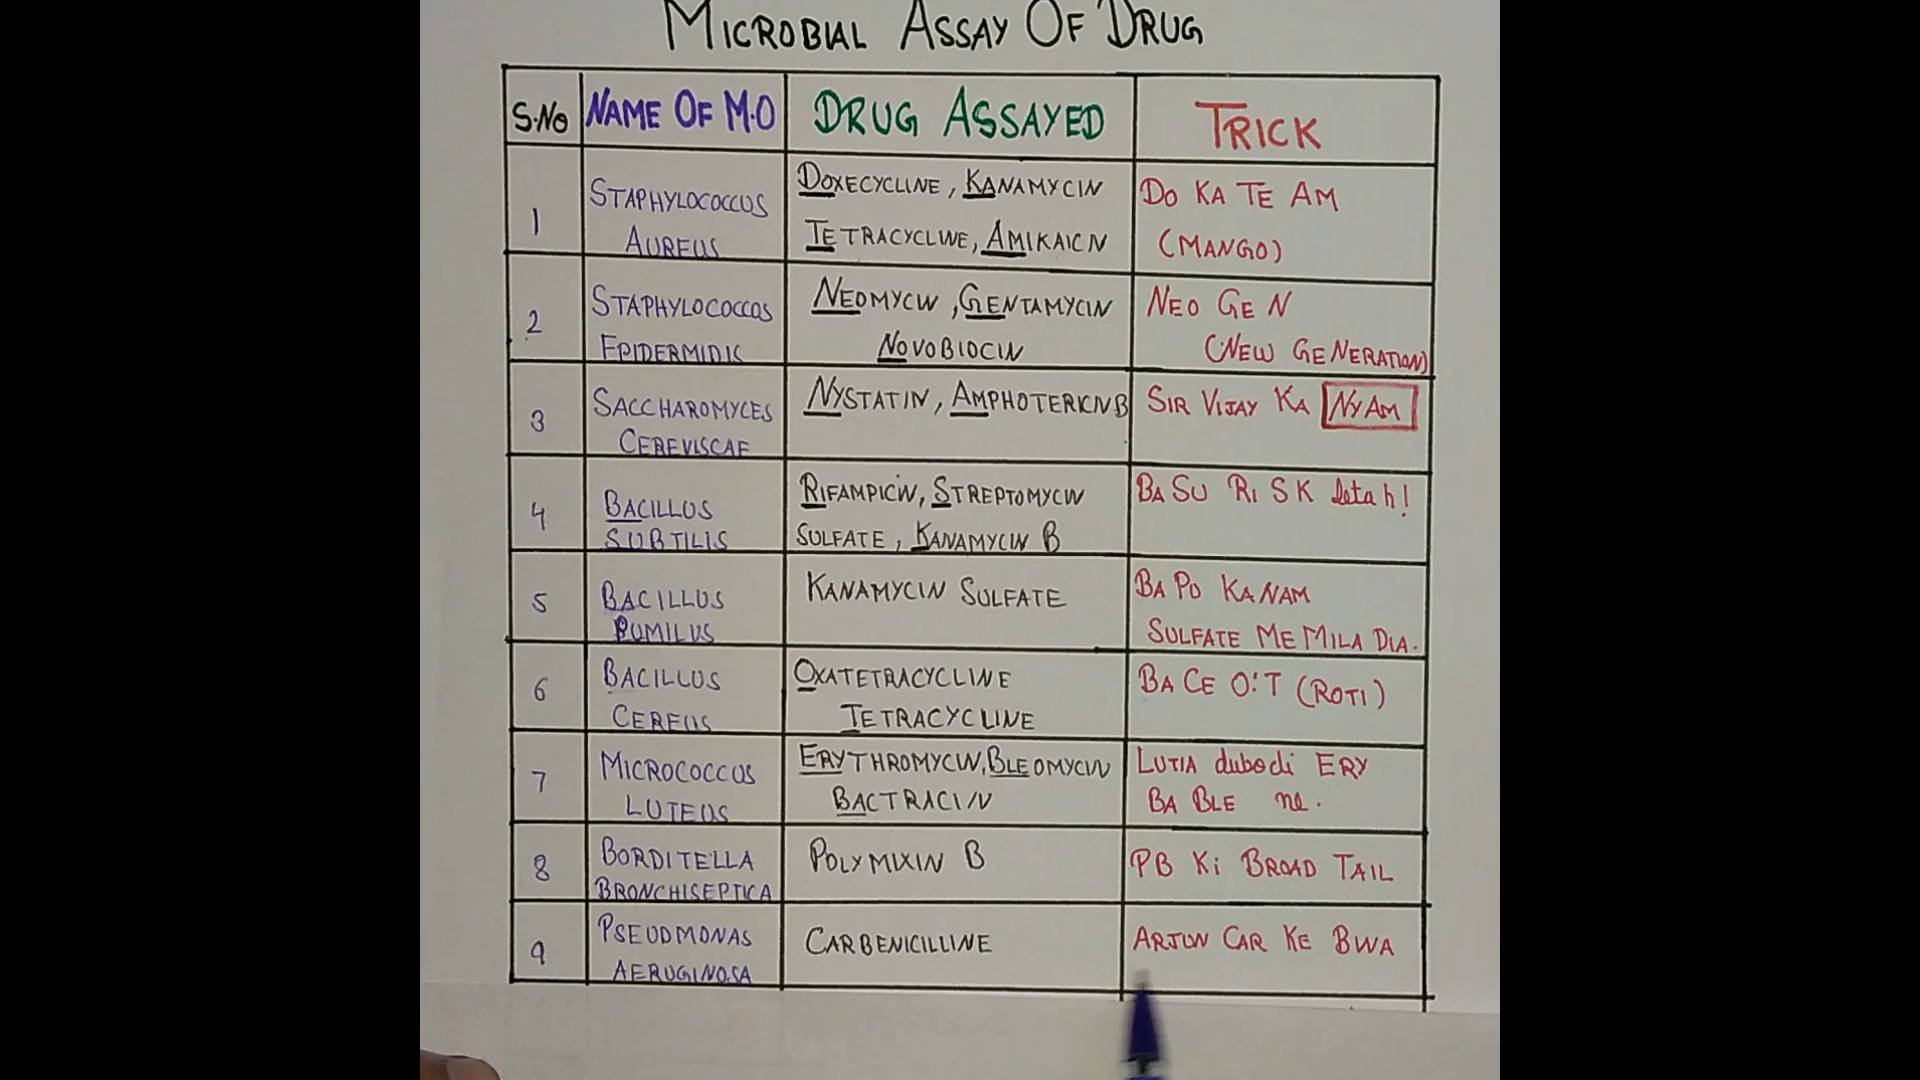 MICROBIAL ASSAY OF DRUG
S.NO NAME OF M.O DRUG ASSAYED TRICK
1
STAPHYLOCOCCUS
AUREUS
DOXECYCLINE, KANAMYCIN
TETRACYCLINE, AMIKAICN
DO KA TE AM
(MANGO)
2
STAPHYLOCOCCOS
EPIDERMIDIS
NEOMYCIN, GENTAMYCIN
NOVOBIOCIN
NEO GE N
(NEW GENERATION)
3
SACCHAROMYCES
CEREVISCAE
NYSTATIN, AMPHOTERICIN B
SIR VIJAY KA NYAM
4
BACILLUS
SUBTILIS
RIFAMPICIN, STREPTOMYCIN
SULFATE, KANAMYCIN B
BA SU RI S K leta h!
5
BACILLUS
PUMILUS
KANAMYCIN SULFATE
BA PU KANAM
SULFATE ME MILA DIA.
6
BACILLUS
CEREUS
OXATETRACYCLINE
TETRACYCLINE
BA CE O:T (ROTI)
7
MICROCOCCUS
LUTEUS
ERYTHROMYCIN, BLEOMYCIN
BACTRACIN
LUTIA dubodi ERY
BA BLE ne.
8
BORDITELLA
BRONCHISEPTICA
POLYMIXIN B
PB Ki BROAD TAIL
9
PSEUDMONAS
AERUGINOSA
CARBENICILLINE
ARJUN CAR KE BWA